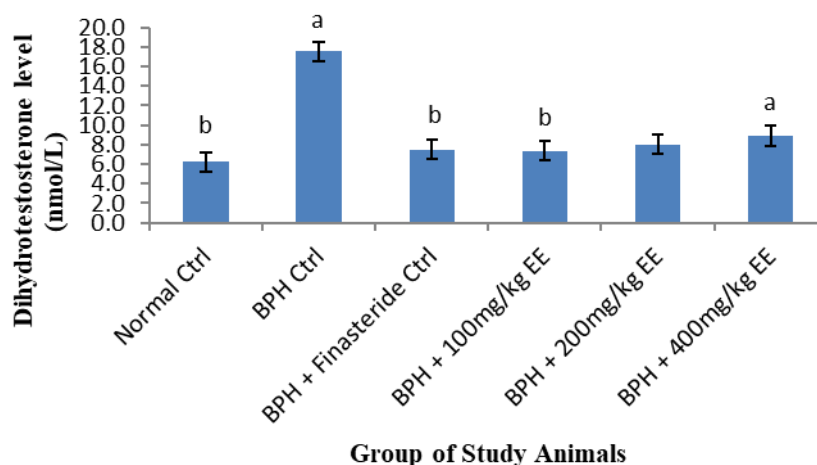 Dihydrotestosterone level
(nmol/L)
20.0
18.0
16.0
14.0
12.0
10.0
8.0
6.0
4.0
2.0
0.0
b
a
b
b
a
Normal Ctrl
BPH Ctrl
BPH + Finasteride Ctrl
BPH + 100mg/kg EE
BPH + 200mg/kg EE
BPH + 400mg/kg EE
Group of Study Animals